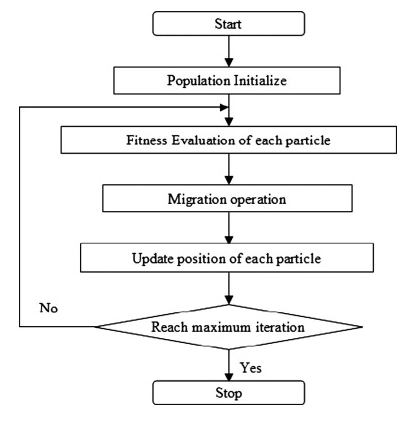 Start
Population Initialize
Fitness Evaluation of each particle
Migration operation
Update position of each particle
No
Reach maximum iteration
Yes
Stop